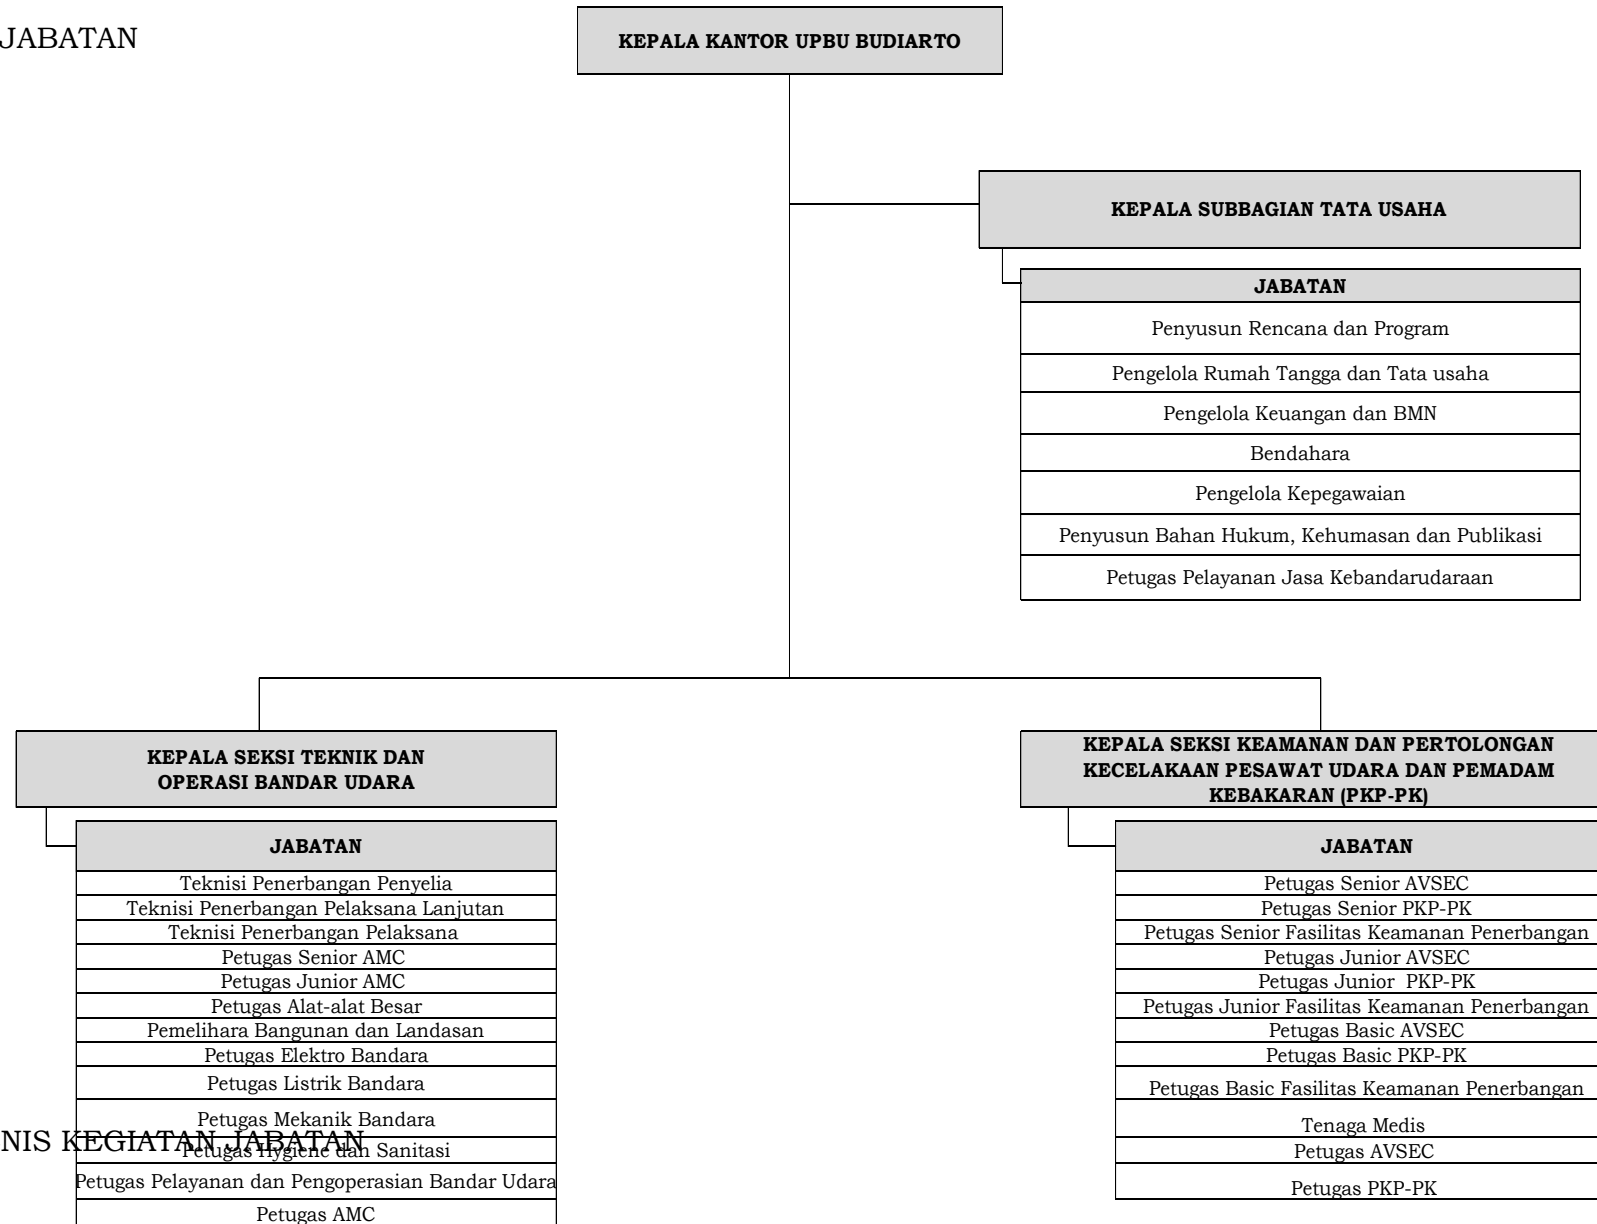 JABATAN
KEPALA KANTOR UPBU BUDIARTO
KEPALA SUBBAGIAN TATA USAHA
JABATAN
Penyusun Rencana dan Program
Pengelola Rumah Tangga dan Tata usaha
Pengelola Keuangan dan BMN
Bendahara
Pengelola Kepegawaian
Penyusun Bahan Hukum, Kehumasan dan Publikasi
Petugas Pelayanan Jasa Kebandarudaraan
KEPALA SEKSI TEKNIK DAN
OPERASI BANDAR UDARA
JABATAN
Teknisi Penerbangan Penyelia
Teknisi Penerbangan Pelaksana Lanjutan
Teknisi Penerbangan Pelaksana
Petugas Senior AMC
Petugas Junior AMC
Petugas Alat-alat Besar
Pemelihara Bangunan dan Landasan
Petugas Elektro Bandara
Petugas Listrik Bandara
Petugas Mekanik Bandara
NIS KEGIATAN JABATAN
Petugas Hygiene dan Sanitasi
Petugas Pelayanan dan Pengoperasian Bandar Udara
Petugas AMC
KEPALA SEKSI KEAMANAN DAN PERTOLONGAN
KECELAKAAN PESAWAT UDARA DAN PEMADAM
KEBAKARAN (PKP-PK)
JABATAN
Petugas Senior AVSEC
Petugas Senior PKP-PK
Petugas Senior Fasilitas Keamanan Penerbangan
Petugas Junior AVSEC
Petugas Junior  PKP-PK
Petugas Junior Fasilitas Keamanan Penerbangan
Petugas Basic AVSEC
Petugas Basic PKP-PK
Petugas Basic Fasilitas Keamanan Penerbangan
Tenaga Medis
Petugas AVSEC
Petugas PKP-PK